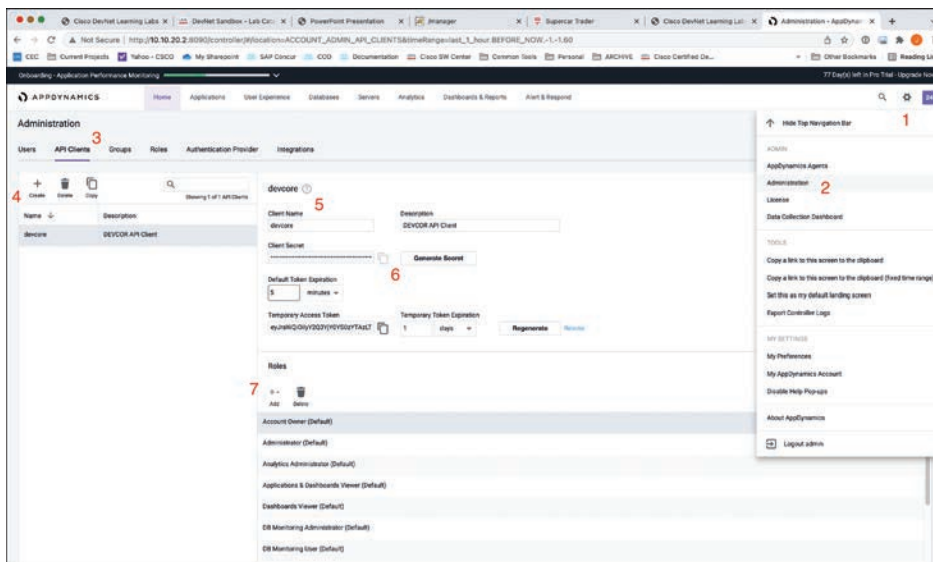 Cisco DevNet Learning Labs
DevNet Sandbox - Lab Cat
PowerPoint Presentation
jmanager
Supercar Trader
Cisco DevNet Learning Lab
Administration - AppDynam
Not Secure | http://10.10.20.2:8090/controller/#/location=ACCOUNT_ADMIN_API_CLIENTS&timeRange=last_1_hour.BEFORE_NOW.-1.-1.60
CEC
Current Projects
Yahoo - CSCO
My Sharepoint
SAP Concur
CCO
Documentation
Cisco SW Center
Common Tools
Personal
ARCHIVE
Cisco Certified De...
Other Bookmarks
Reading Li
Onboarding - Application Performance Monitoring
77 Day(s) left in Pro Trial - Upgrade Now
APPDYNAMICS
Home
Applications
User Experience
Databases
Servers
Analytics
Dashboards & Reports
Alert & Respond
Administration
Users
API Clients
3
Groups
Roles
Authentication Provider
Integrations
4
Create
Delete
Copy
Showing 1 of 1 API Clients
Name
Description
devcore
DEVCOR API Client
devcore
5
Client Name
Description
devcore
DEVCOR API Client
Client Secret
Generate Secret
6
Default Token Expiration
5
minutes
Temporary Access Token
Temporary Token Expiration
1
days
Regenerate
Roles
7
Add
Delete
Account Owner (Default)
Administrator (Default)
Analytics Administrator (Default)
Applications & Dashboards Viewer (Default)
Dashboards Viewer (Default)
DB Monitoring Administrator (Default)
DB Monitoring User (Default)
1
Hide Top Navigation Bar
ADMIN
AppDynamics Agents
Administration
2
License
Data Collection Dashboard
TOOLS
Copy a link to this screen to the clipboard
Copy a link to this screen to the clipboard (fixed time range)
Set this as my default landing screen
Export Controller Logs
MY SETTINGS
My Preferences
My AppDynamics Account
Disable Help Pop-ups
About AppDynamics
Logout admin